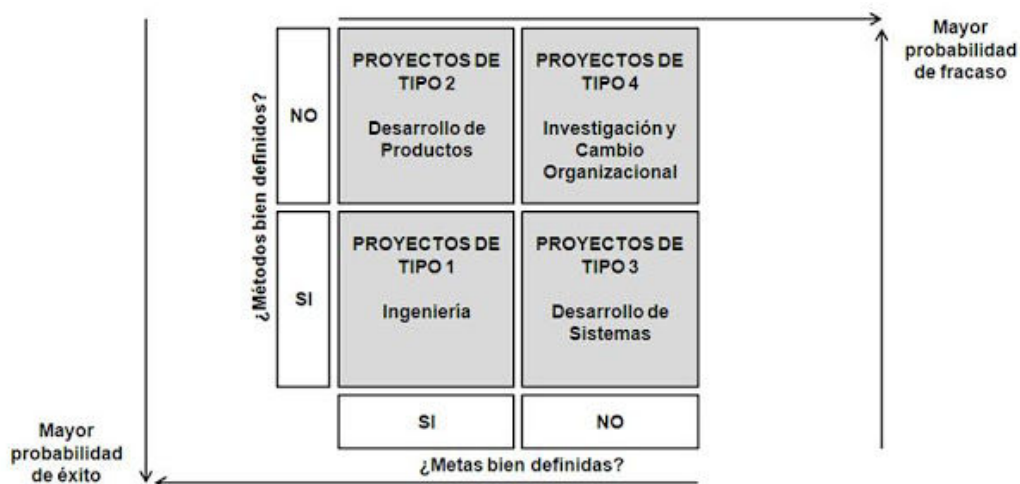 Mayor
probabilidad
de fracaso
¿Métodos bien definidos?
NO
PROYECTOS DE
TIPO 2
Desarrollo de
Productos
PROYECTOS DE
TIPO 4
Investigación y
Cambio
Organizacional
SI
PROYECTOS DE
TIPO 1
Ingeniería
PROYECTOS DE
TIPO 3
Desarrollo de
Sistemas
SI
NO
¿Metas bien definidas?
Mayor
probabilidad
de éxito